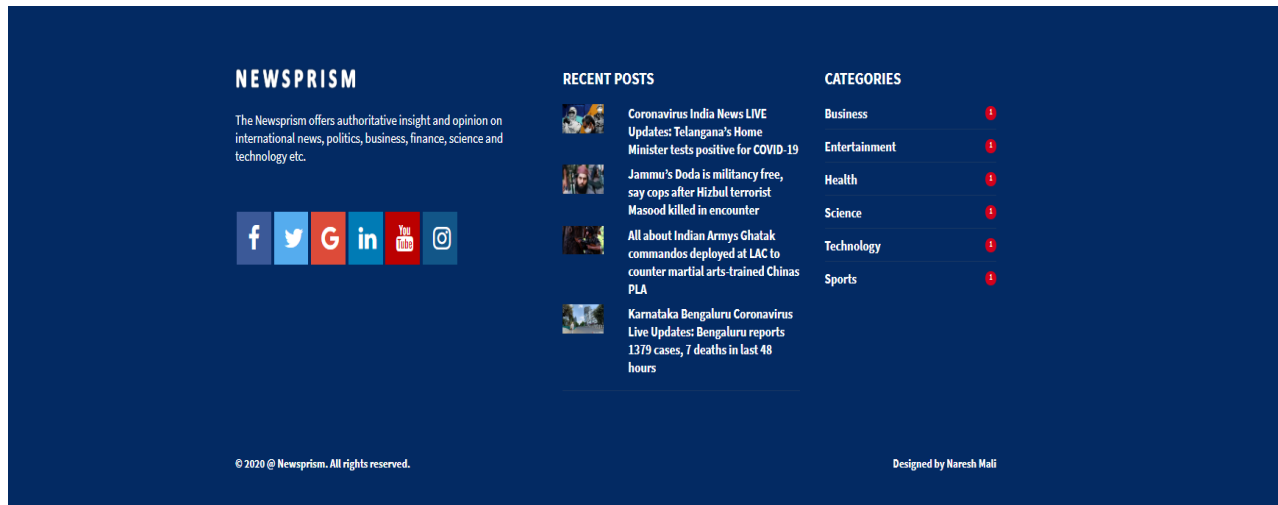 NEWSPRISM
The Newsprism offers authoritative insight and opinion on
international news, politics, business, finance, science and
technology etc.
f
G
in
You
Tube
RECENT POSTS
Coronavirus India News LIVE
Updates: Telangana's Home
Minister tests positive for COVID-19
Jammu's Doda is militancy free,
say cops after Hizbul terrorist
Masood killed in encounter
All about Indian Armys Ghatak
commandos deployed at LAC to
counter martial arts-trained Chinas
PLA
Karnataka Bengaluru Coronavirus
Live Updates: Bengaluru reports
1379 cases, 7 deaths in last 48
hours
CATEGORIES
Business 1
Entertainment 1
Health 1
Science 1
Technology 1
Sports 1
© 2020 @ Newsprism. All rights reserved.
Designed by Naresh Mali